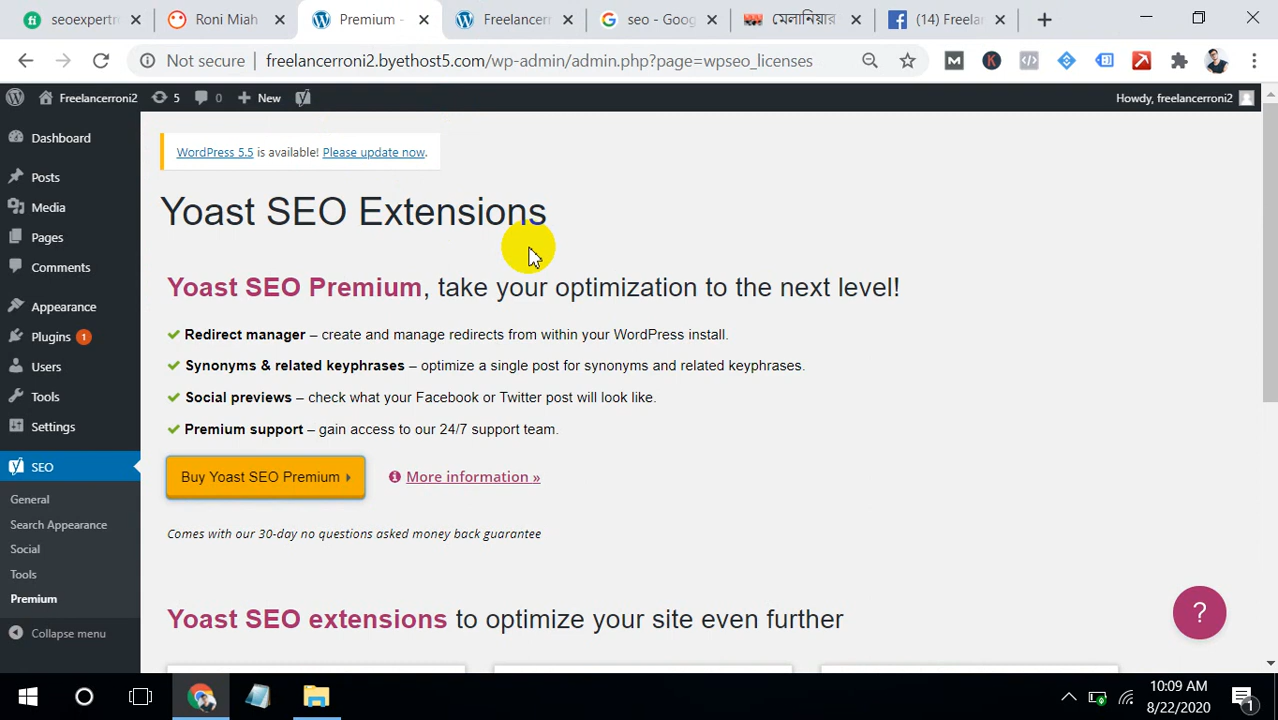 seoexpertr
Roni Miah
Premium -
Freelancerr
seo - Goog
মেলানিয়ার
(14) Freela
Not secure
freelancerroni2.byethost5.com/wp-admin/admin.php?page=wpseo_licenses
Freelancerroni2
5
0
New
Howdy, freelancerroni2
Dashboard
Posts
Media
Pages
Comments
Appearance
Plugins 1
Users
Tools
Settings
SEO
General
Search Appearance
Social
Tools
Premium
Collapse menu
WordPress 5.5 is available! Please update now.
Yoast SEO Extensions
Yoast SEO Premium, take your optimization to the next level!
Redirect manager – create and manage redirects from within your WordPress install.
Synonyms & related keyphrases – optimize a single post for synonyms and related keyphrases.
Social previews – check what your Facebook or Twitter post will look like.
Premium support – gain access to our 24/7 support team.
Buy Yoast SEO Premium
More information »
Comes with our 30-day no questions asked money back guarantee
Yoast SEO extensions to optimize your site even further
?
10:09 AM
8/22/2020
1